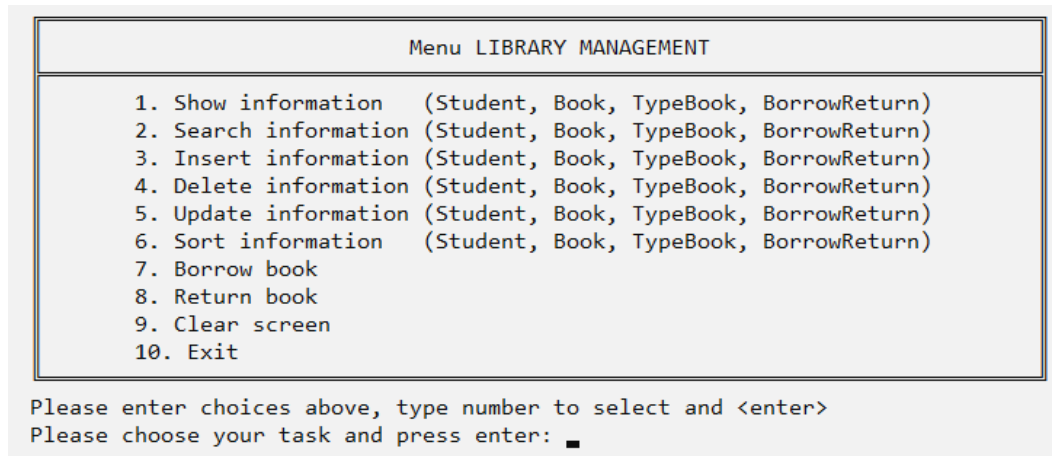 Menu LIBRARY MANAGEMENT
1. Show information (Student, Book, TypeBook, BorrowReturn)
2. Search information (Student, Book, TypeBook, BorrowReturn)
3. Insert information (Student, Book, TypeBook, BorrowReturn)
4. Delete information (Student, Book, TypeBook, BorrowReturn)
5. Update information (Student, Book, TypeBook, BorrowReturn)
6. Sort information (Student, Book, TypeBook, BorrowReturn)
7. Borrow book
8. Return book
9. Clear screen
10. Exit
Please enter choices above, type number to select and <enter>
Please choose your task and press enter: